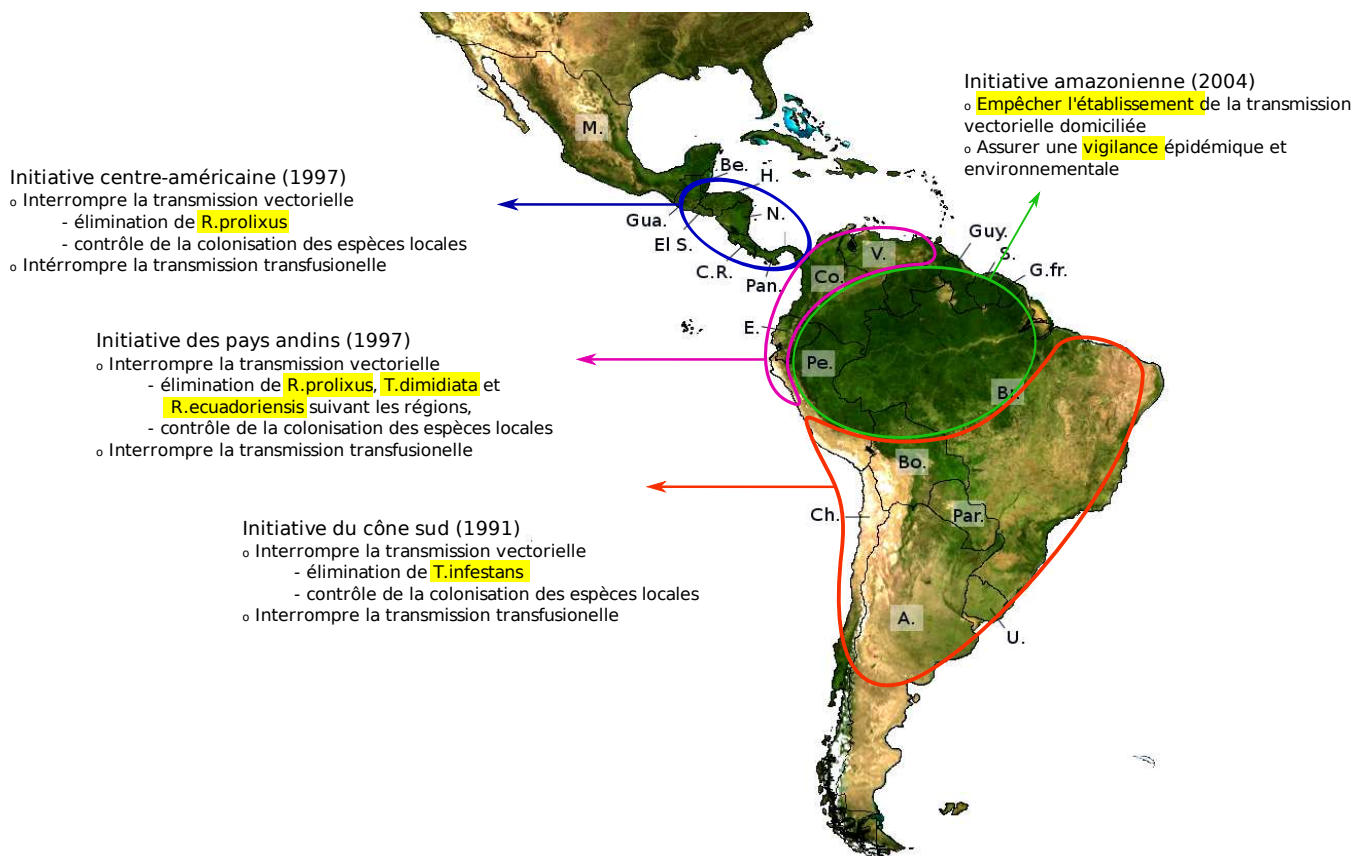 Initiative amazonienne (2004)
o Empêcher l'établissement de la transmission
vectorielle domiciliée
o Assurer une vigilance épidémique et
environnementale
M.
Initiative centre-américaine (1997)
o Interrompre la transmission vectorielle
- élimination de R.prolixus
- contrôle de la colonisation des espèces locales
o Intérrompre la transmission transfusionelle
Be.
H.
Gua.
N.
El S.
C.R.
Pan.
V.
Co.
Guy.
S.
G.fr.
E.
Pe.
Br.
Initiative des pays andins (1997)
o Interrompre la transmission vectorielle
- élimination de R.prolixus, T.dimidiata et
R.ecuadoriensis suivant les régions,
- contrôle de la colonisation des espèces locales
o Interrompre la transmission transfusionelle
Bo.
Ch.
Par.
Initiative du cône sud (1991)
o Interrompre la transmission vectorielle
- élimination de T.infestans
- contrôle de la colonisation des espèces locales
o Interrompre la transmission transfusionelle
A.
U.